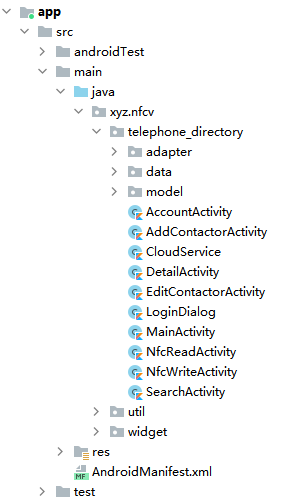 app
src
androidTest
main
java
xyz.nfcv
telephone_directory
adapter
data
model
AccountActivity
AddContactorActivity
CloudService
DetailActivity
EditContactorActivity
LoginDialog
MainActivity
NfcReadActivity
NfcWriteActivity
SearchActivity
util
widget
res
MF AndroidManifest.xml
test